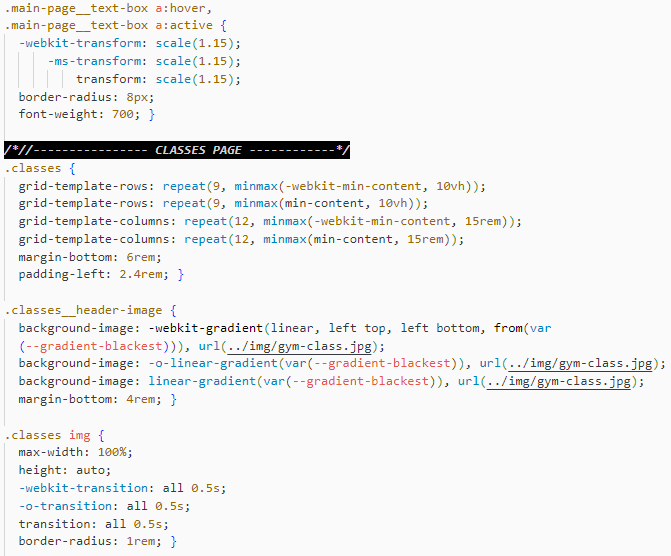 .main-page__text-box a:hover,
.main-page__text-box a:active {
-webkit-transform: scale(1.15);
-ms-transform: scale(1.15);
transform: scale(1.15);
border-radius: 8px;
font-weight: 700; }
/*//---------------- CLASSES PAGE ------------*/
.classes {
grid-template-rows: repeat(9, minmax(-webkit-min-content, 10vh));
grid-template-rows: repeat(9, minmax(min-content, 10vh));
grid-template-columns: repeat(12, minmax(-webkit-min-content, 15rem));
grid-template-columns: repeat(12, minmax(min-content, 15rem));
margin-bottom: 6rem;
padding-left: 2.4rem; }
.classes__header-image {
background-image: -webkit-gradient(linear, left top, left bottom, from(var
(--gradient-blackest))), url(../img/gym-class.jpg);
background-image: -o-linear-gradient(var(--gradient-blackest)), url(../img/gym-class.jpg);
background-image: linear-gradient(var(--gradient-blackest)), url(../img/gym-class.jpg);
margin-bottom: 4rem; }
.classes img {
max-width: 100%;
height: auto;
-webkit-transition: all 0.5s;
-o-transition: all 0.5s;
transition: all 0.5s;
border-radius: 1rem; }